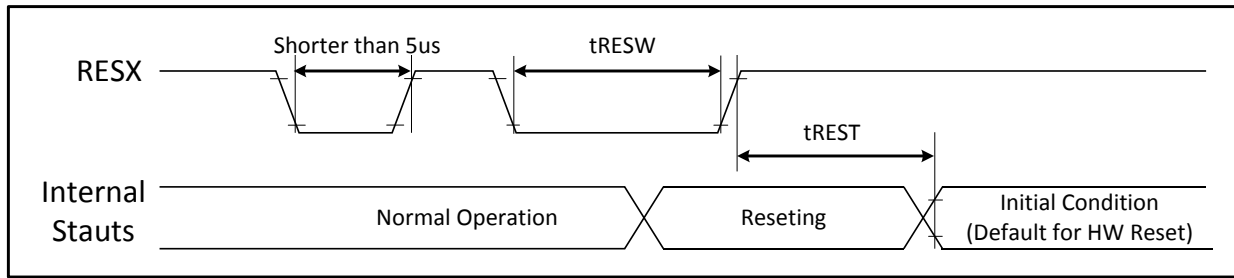 Shorter than 5us
tRESW
RESX
tREST
Internal
Stauts
Normal Operation
Reseting
Initial Condition
(Default for HW Reset)